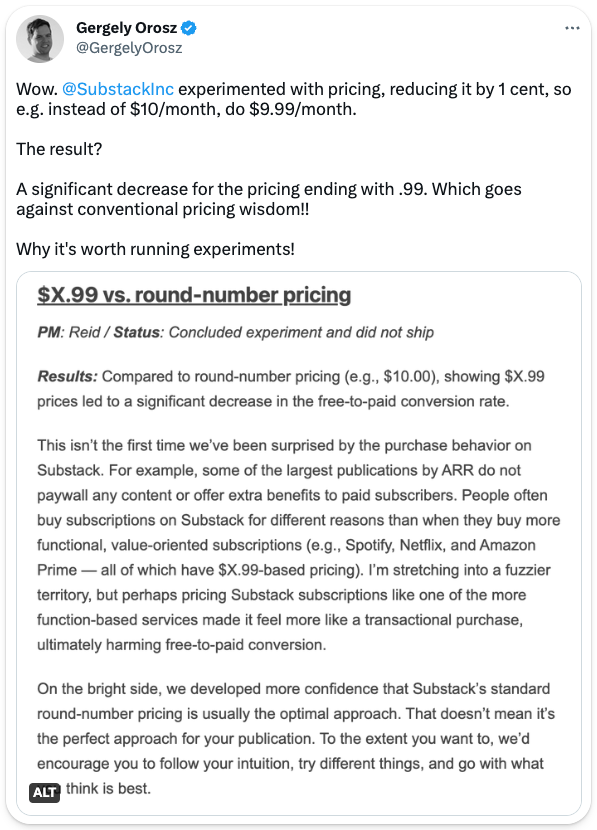 Gergely Orosz
@GergelyOrosz
Wow. @SubstackInc experimented with pricing, reducing it by 1 cent, so
e.g. instead of $10/month, do $9.99/month.
The result?
A significant decrease for the pricing ending with .99. Which goes
against conventional pricing wisdom!!
Why it's worth running experiments!
$X.99 vs. round-number pricing
PM: Reid / Status: Concluded experiment and did not ship
Results: Compared to round-number pricing (e.g., $10.00), showing $X.99
prices led to a significant decrease in the free-to-paid conversion rate.
This isn’t the first time we’ve been surprised by the purchase behavior on
Substack. For example, some of the largest publications by ARR do not
paywall any content or offer extra benefits to paid subscribers. People often
buy subscriptions on Substack for different reasons than when they buy more
functional, value-oriented subscriptions (e.g., Spotify, Netflix, and Amazon
Prime — all of which have $X.99-based pricing). I’m stretching into a fuzzier
territory, but perhaps pricing Substack subscriptions like one of the more
function-based services made it feel more like a transactional purchase,
ultimately harming free-to-paid conversion.
On the bright side, we developed more confidence that Substack’s standard
round-number pricing is usually the optimal approach. That doesn’t mean it’s
the perfect approach for your publication. To the extent you want to, we’d
encourage you to follow your intuition, try different things, and go with what
ALT think is best.